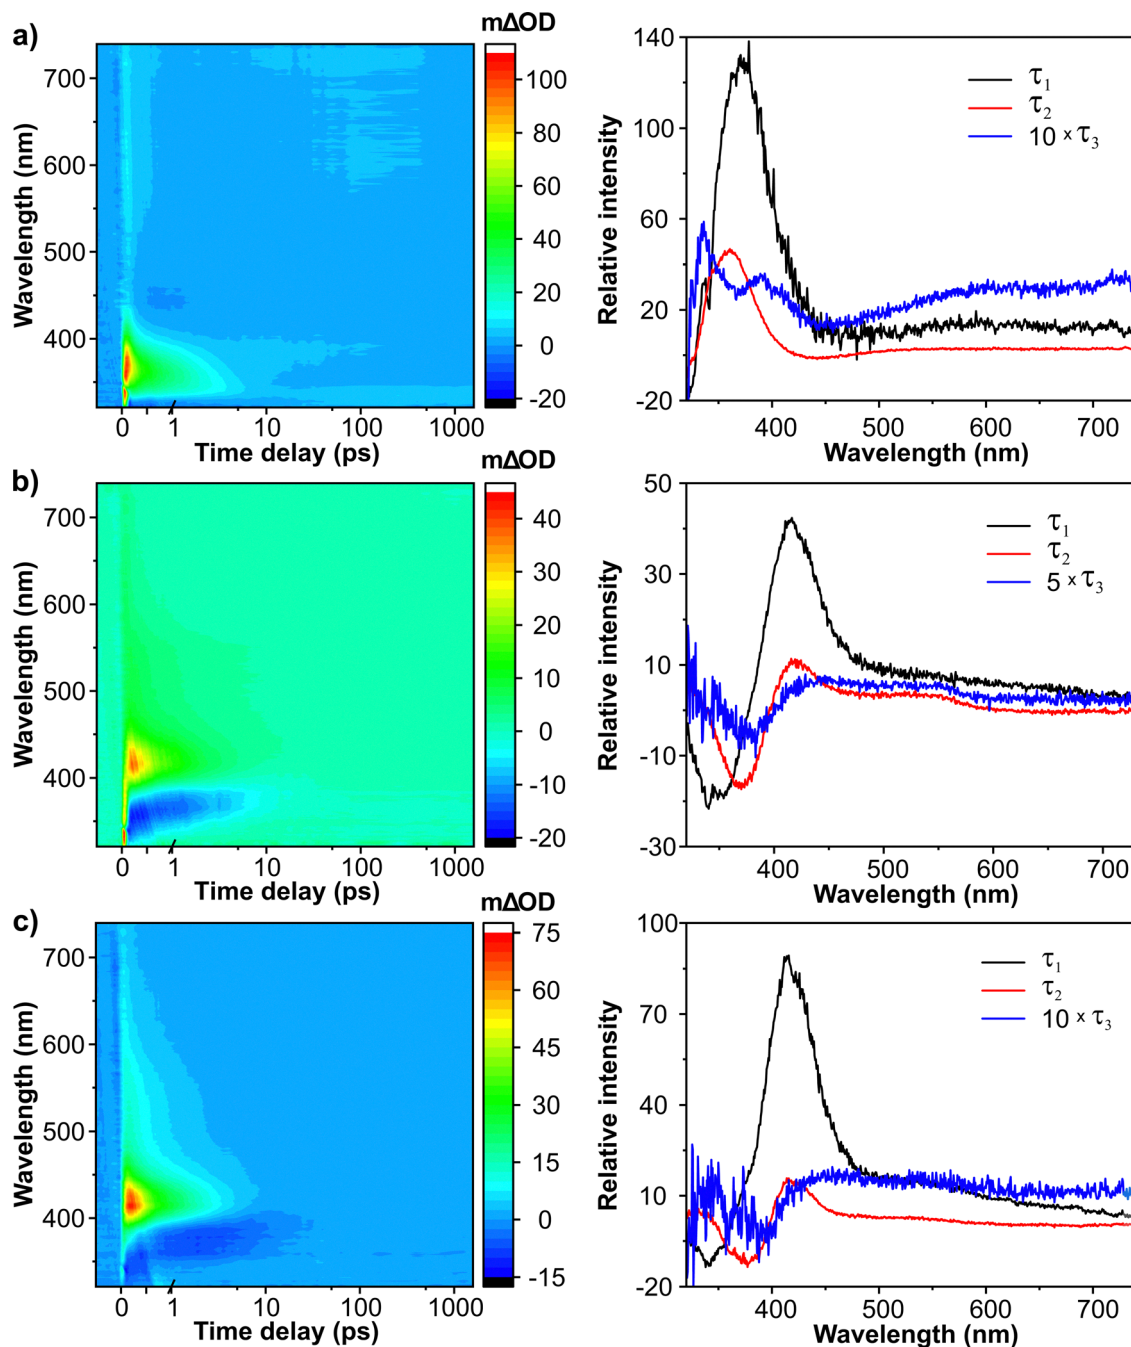 a)
mΔOD
700
600
500
400
100
80
60
40
20
0
-20
0 1 10 100 1000
Wavelength (nm)
Time delay (ps)
140
100
60
20
-20
400 500 600 700
Relative intensity
Wavelength (nm)
τ1
τ2
10 × τ3
b)
mΔOD
700
600
500
400
40
30
20
10
0
-10
-20
0 1 10 100 1000
Wavelength (nm)
Time delay (ps)
50
30
10
-10
-30
400 500 600 700
Relative intensity
Wavelength (nm)
τ1
τ2
5 × τ3
c)
mΔOD
700
600
500
400
75
60
45
30
15
0
-15
0 1 10 100 1000
Wavelength (nm)
Time delay (ps)
100
70
40
10
-20
400 500 600 700
Relative intensity
Wavelength (nm)
τ1
τ2
10 × τ3